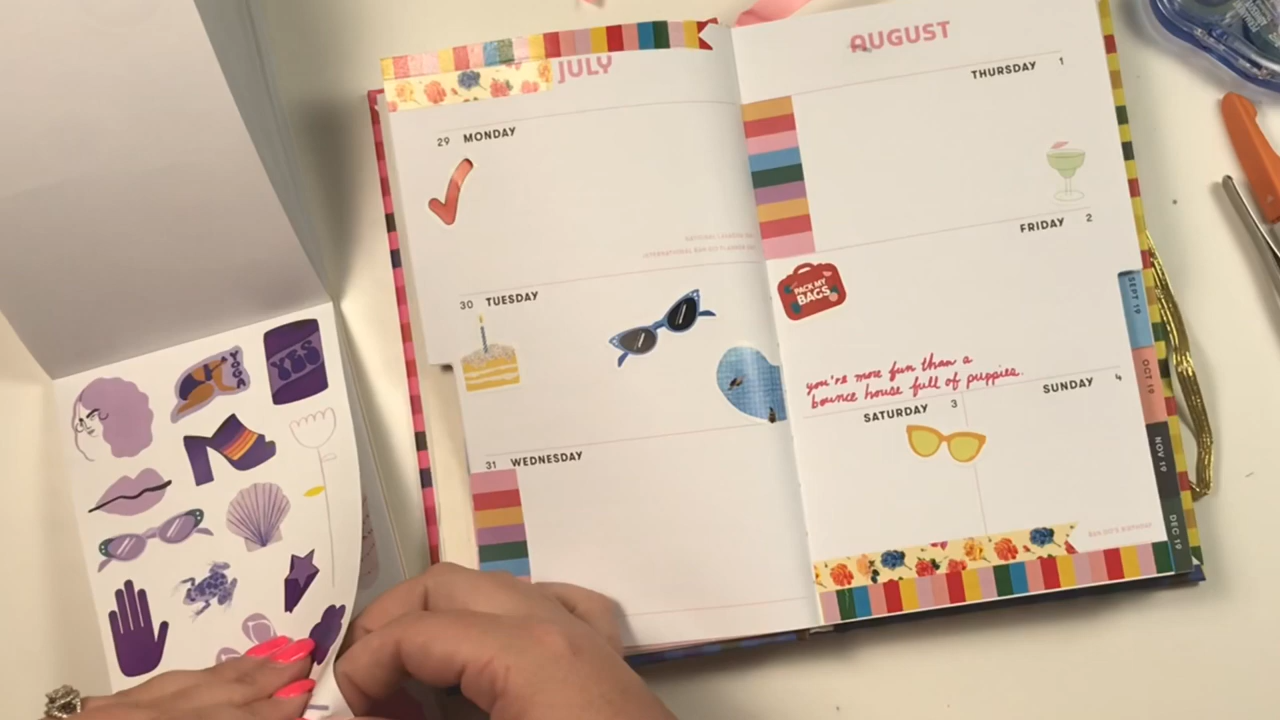 JULY
29 MONDAY
30 TUESDAY
31 WEDNESDAY
AUGUST
THURSDAY 1
FRIDAY 2
PACK MY
BAGS
you're more fun than a
bounce house full of puppies.
SATURDAY 3
SUNDAY 4
SEPT 19
OCT 19
NOV 19
DEC 19
YOGA
YES